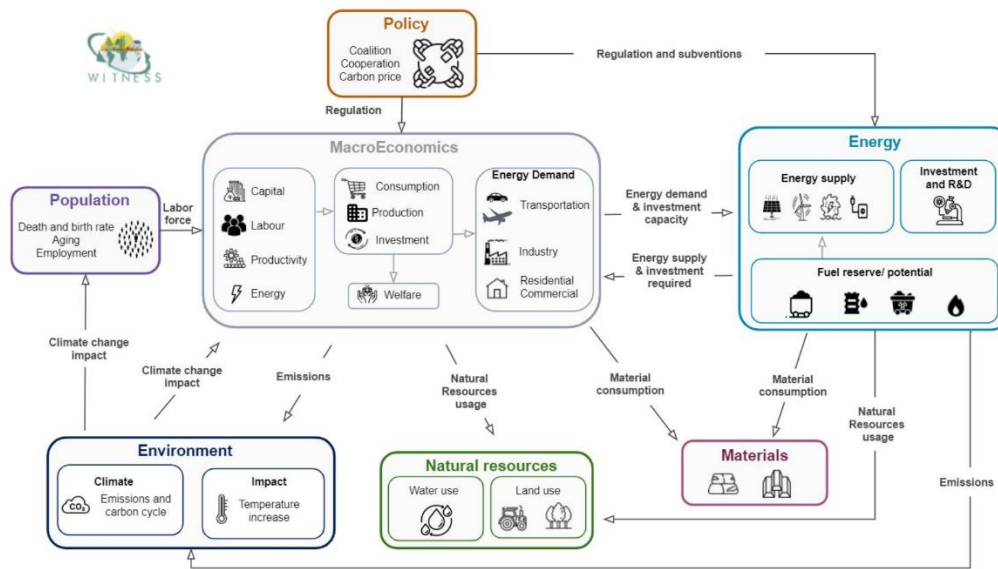 WITNESS
Policy
Coalition
Cooperation
Carbon price
Regulation and subventions
Regulation
MacroEconomics
Capital
Labour
Productivity
Energy
Consumption
Production
Investment
Welfare
Energy Demand
Transportation
Industry
Residential
Commercial
Population
Death and birth rate
Aging
Employment
Labor
force
Energy demand
& investment
capacity
Energy supply
& investment
required
Energy
Energy supply
Investment
and R&D
Fuel reserve/ potential
Climate change
impact
Climate change
impact
Emissions
Natural
Resources
usage
Material
consumption
Material
consumption
Natural
Resources
usage
Emissions
Environment
Climate
CO₂
Emissions and
carbon cycle
Impact
Temperature
increase
Natural resources
Water use
Land use
Materials